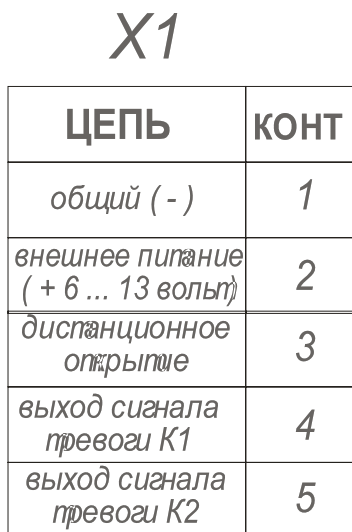 X1
ЦЕПЬ КОНТ
общий ( - ) 1
внешнее питание
( + 6 ... 13 вольт) 2
дистанционное
открытие 3
выход сигнала
тревоги К1 4
выход сигнала
тревоги К2 5